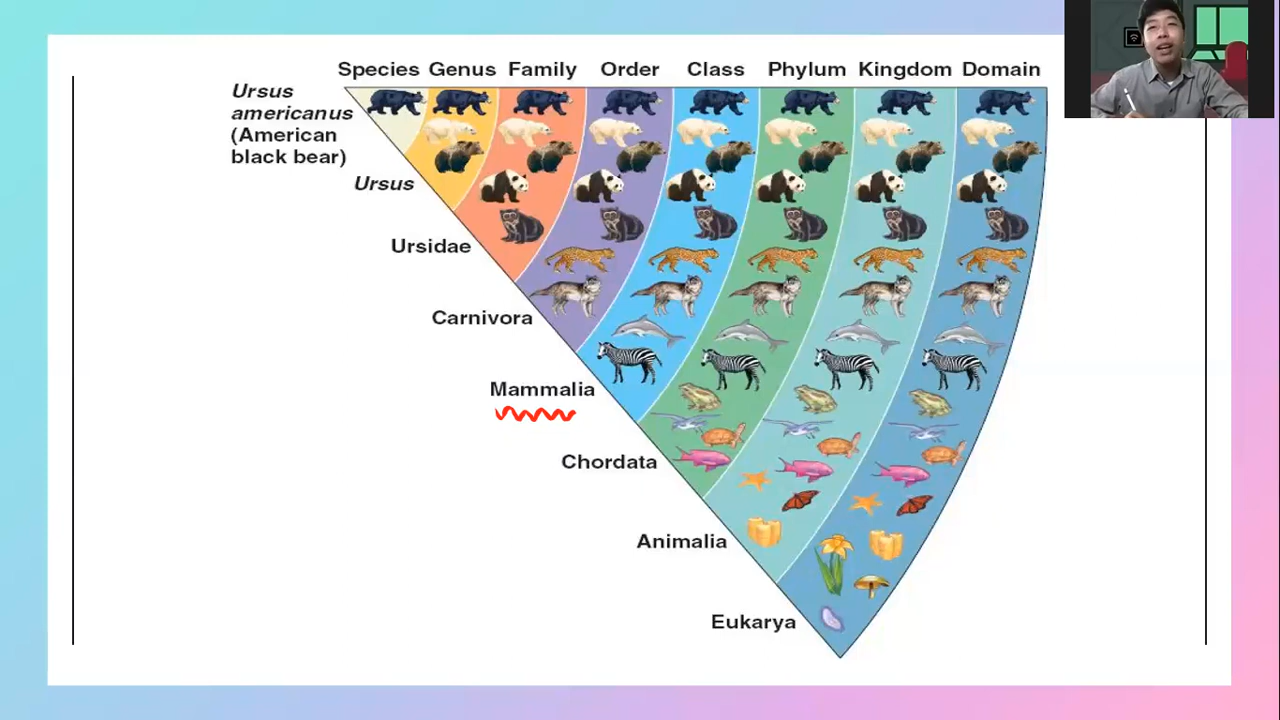 Species Genus Family Order Class Phylum Kingdom Domain
Ursus
americanus
(American
black bear)
Ursus
Ursidae
Carnivora
Mammalia
Chordata
Animalia
Eukarya